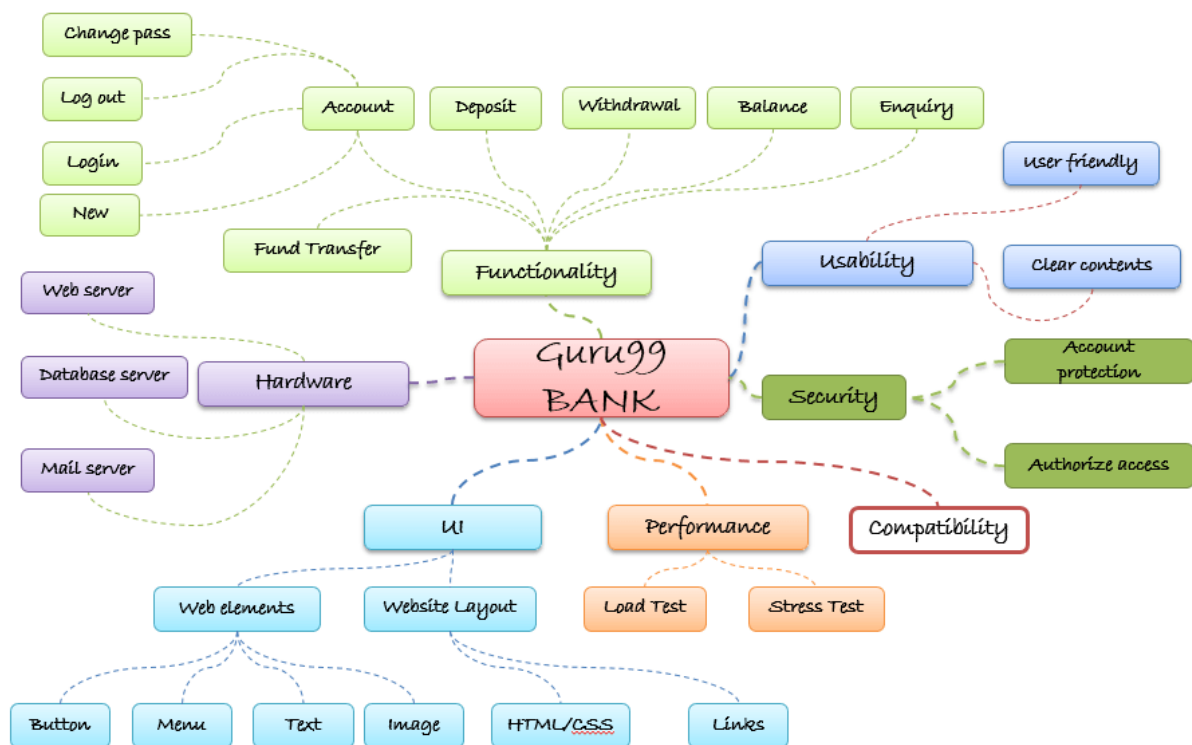 Change pass
Log out
Account
Deposit
Withdrawal
Balance
Enquiry
Login
User friendly
New
Fund Transfer
Functionality
Usability
Clear contents
Web server
Guru99
BANK
Database server
Hardware
Account
protection
Security
Mail server
Authorize access
UI
Performance
Compatibility
Web elements
Website Layout
Load Test
Stress Test
Button
Menu
Text
Image
HTML/CSS
Links